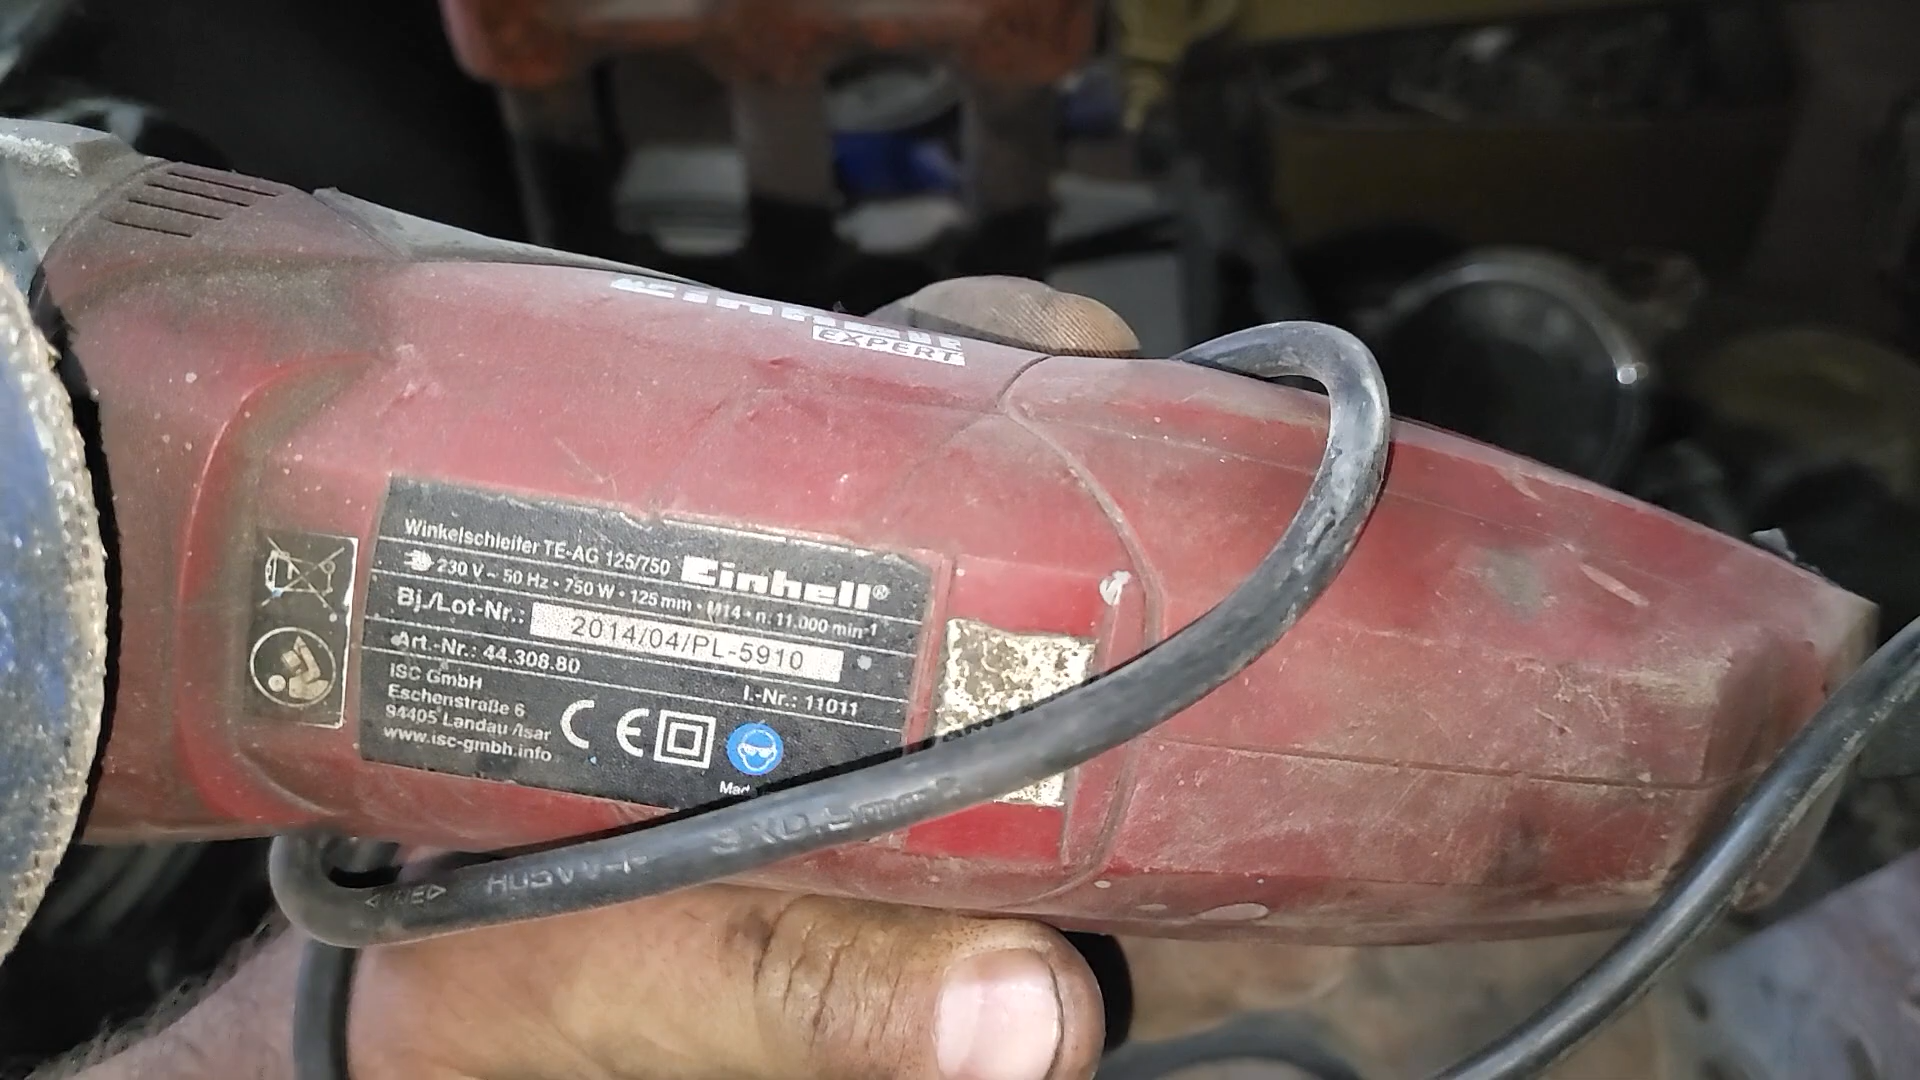 Einhell
EXPERT
Winkelschleifer TE-AG 125/750
Einhell®
230 V ~ 50 Hz • 750 W • 125 mm • M14 • n: 11.000 min-1
Bj./Lot-Nr.: 2014/04/PL-5910
Art.-Nr.: 44.308.80
I.-Nr.: 11011
ISC GmbH
Eschenstraße 6
94405 Landau /Isar
www.isc-gmbh.info
CE